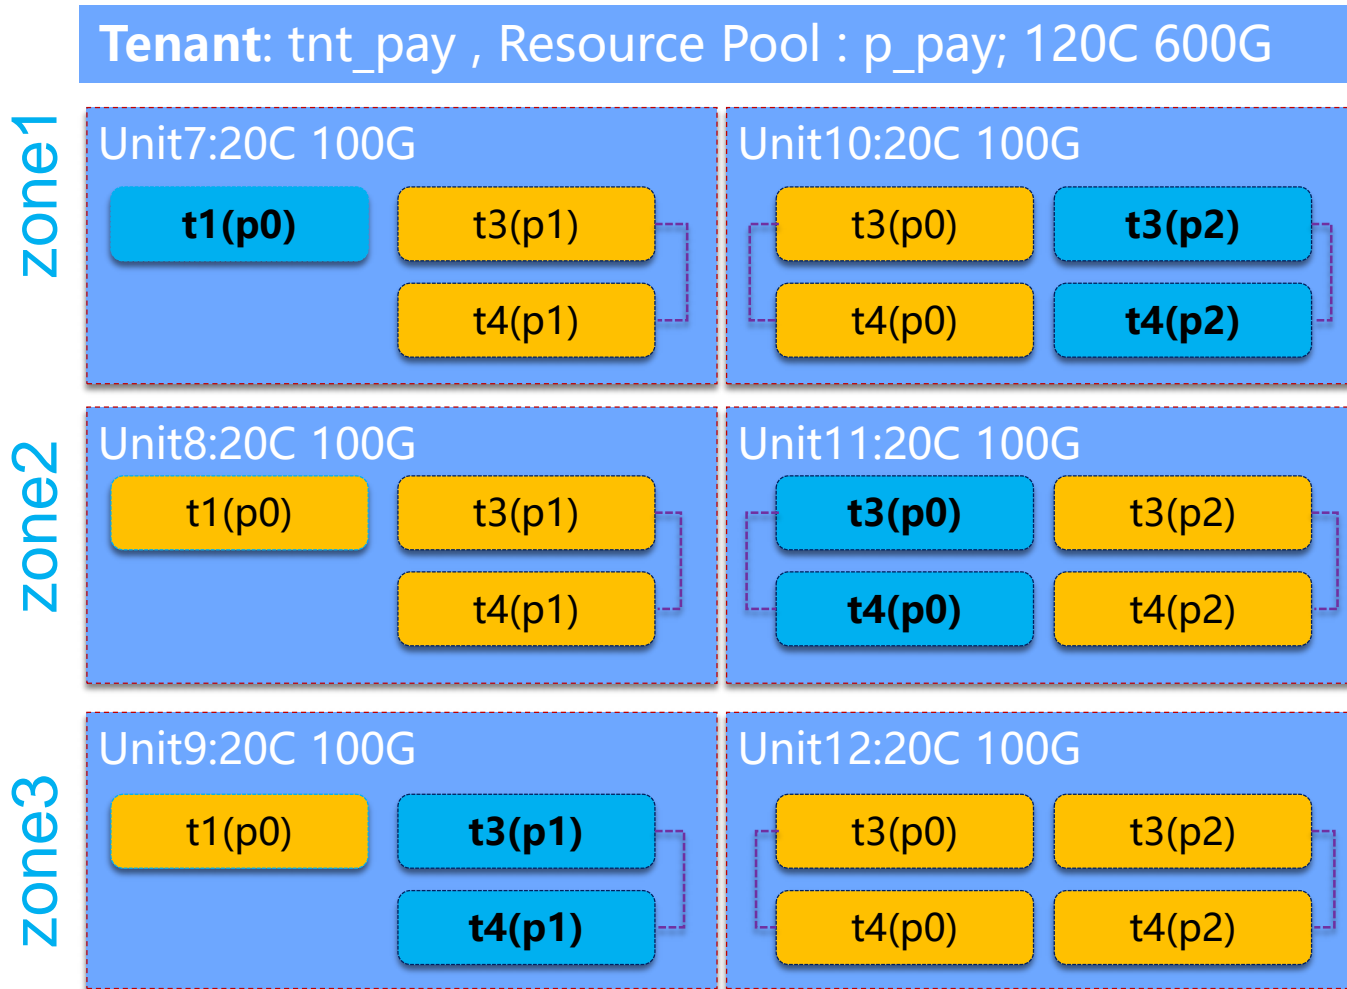 Tenant: tnt_pay , Resource Pool : p_pay; 120C 600G
zone1
Unit7:20C 100G
t1(p0)
t3(p1)
t4(p1)
Unit10:20C 100G
t3(p0)
t3(p2)
t4(p0)
t4(p2)
zone2
Unit8:20C 100G
t1(p0)
t3(p1)
t4(p1)
Unit11:20C 100G
t3(p0)
t3(p2)
t4(p0)
t4(p2)
zone3
Unit9:20C 100G
t1(p0)
t3(p1)
t4(p1)
Unit12:20C 100G
t3(p0)
t3(p2)
t4(p0)
t4(p2)